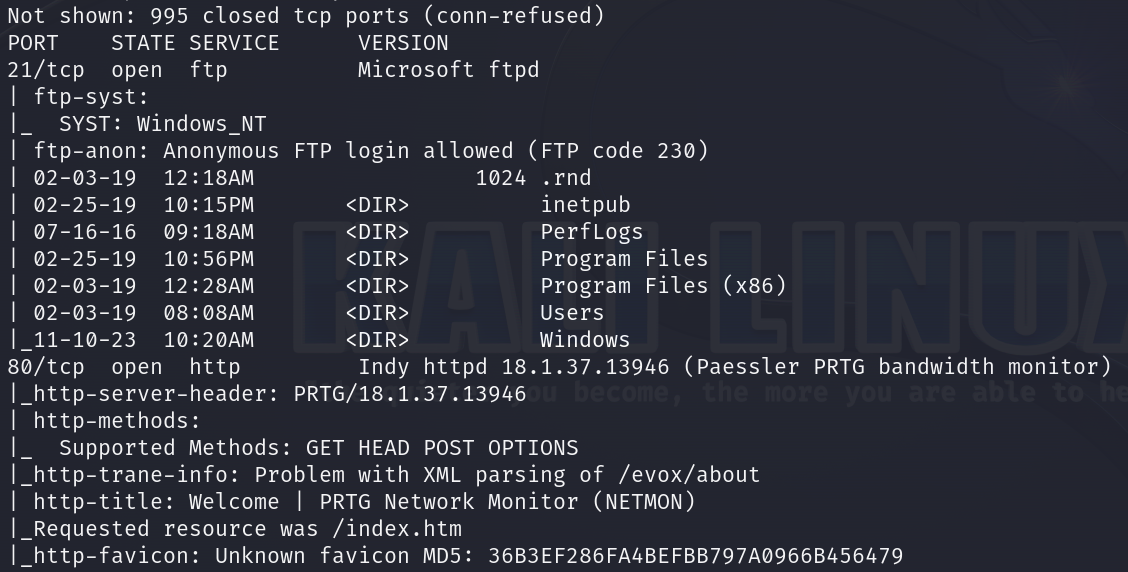 Not shown: 995 closed tcp ports (conn-refused)
PORT    STATE SERVICE       VERSION
21/tcp  open  ftp           Microsoft ftpd
| ftp-syst:
|_  SYST: Windows_NT
| ftp-anon: Anonymous FTP login allowed (FTP code 230)
| 02-03-19  12:18AM                 1024 .rnd
| 02-25-19  10:15PM       <DIR>          inetpub
| 07-16-16  09:18AM       <DIR>          PerfLogs
| 02-25-19  10:56PM       <DIR>          Program Files
| 02-03-19  12:28AM       <DIR>          Program Files (x86)
| 02-03-19  08:08AM       <DIR>          Users
|_11-10-23  10:20AM       <DIR>          Windows
80/tcp  open  http          Indy httpd 18.1.37.13946 (Paessler PRTG bandwidth monitor)
|_http-server-header: PRTG/18.1.37.13946
| http-methods:
|_  Supported Methods: GET HEAD POST OPTIONS
|_http-trane-info: Problem with XML parsing of /evox/about
| http-title: Welcome | PRTG Network Monitor (NETMON)
|_Requested resource was /index.htm
|_http-favicon: Unknown favicon MD5: 36B3EF286FA4BEFBB797A0966B456479
KALI LINUX
you become, the more you are able to